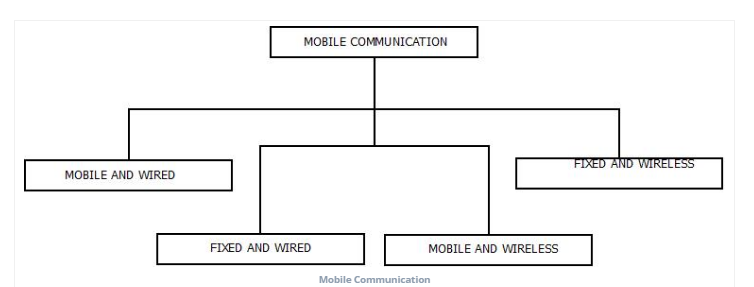 MOBILE COMMUNICATION
MOBILE AND WIRED
FIXED AND WIRELESS
FIXED AND WIRED
MOBILE AND WIRELESS
Mobile Communication